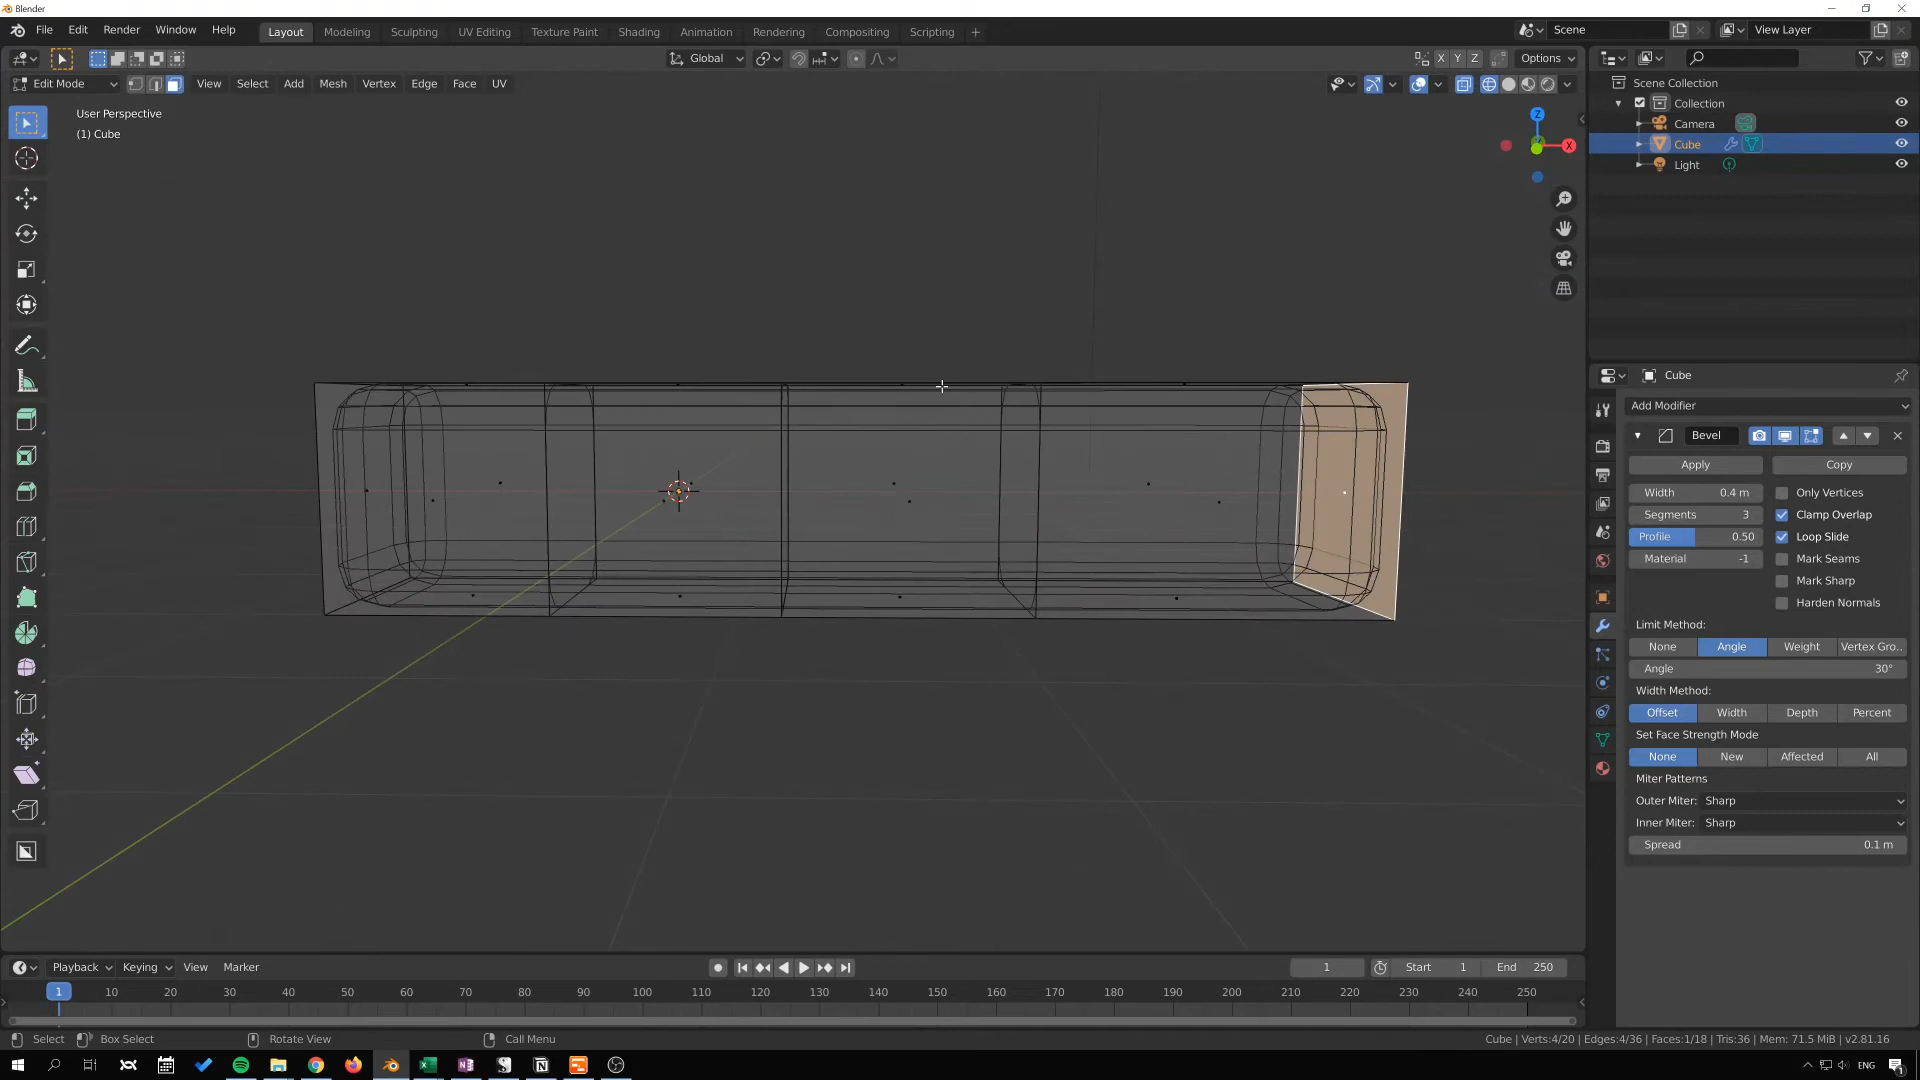 Blender
File Edit Render Window Help
Layout Modeling Sculpting UV Editing Texture Paint Shading Animation Rendering Compositing Scripting +
Scene
View Layer
Global
X Y Z
Options
Edit Mode
View Select Add Mesh Vertex Edge Face UV
User Perspective
(1) Cube
Z
X
Scene Collection
Collection
Camera
Cube
Light
Cube
Add Modifier
Bevel
Apply Copy
Width 0.4 m
Only Vertices
Segments 3
Clamp Overlap
Profile 0.50
Loop Slide
Material -1
Mark Seams
Mark Sharp
Harden Normals
Limit Method:
None Angle Weight Vertex Gro..
Angle 30°
Width Method:
Offset Width Depth Percent
Set Face Strength Mode
None New Affected All
Miter Patterns
Outer Miter: Sharp
Inner Miter: Sharp
Spread 0.1 m
Playback Keying View Marker
1
Start 1
End 250
1 10 20 30 40 50 60 70 80 90 100 110 120 130 140 150 160 170 180 190 200 210 220 230 240 250
Select Box Select Rotate View Call Menu
Cube | Verts:4/20 | Edges:4/36 | Faces:1/18 | Tris:36 | Mem: 71.5 MiB | v2.81.16
ENG